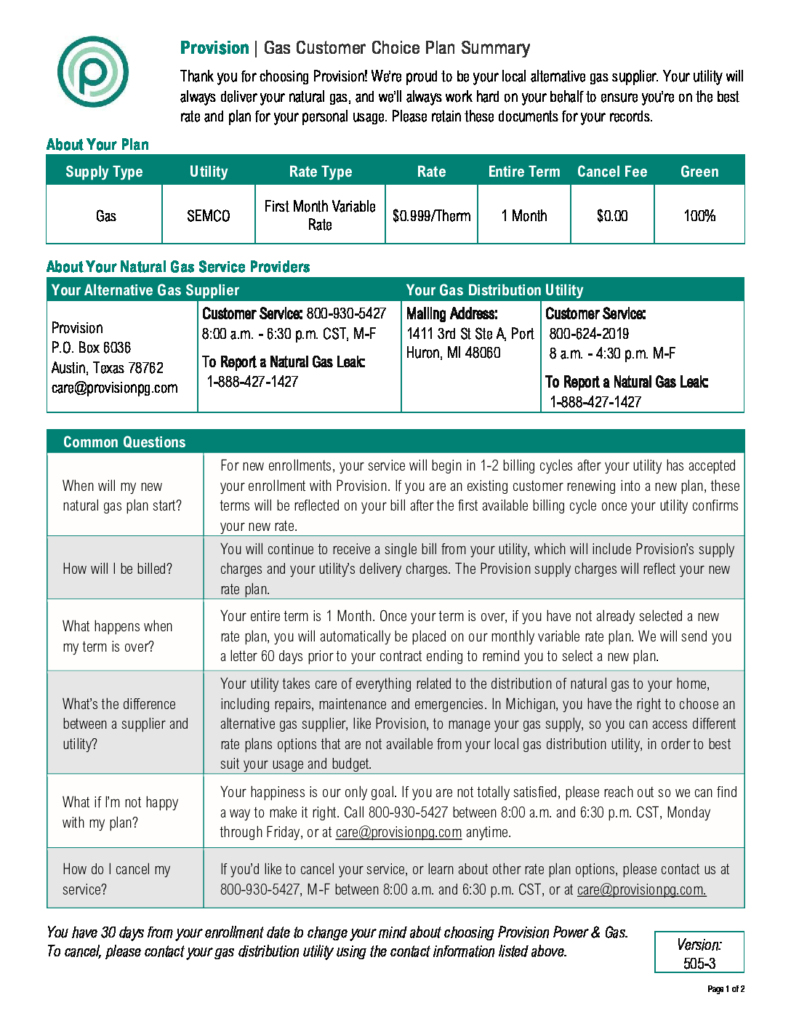 p
Provision | Gas Customer Choice Plan Summary
Thank you for choosing Provision! We're proud to be your local alternative gas supplier. Your utility will
always deliver your natural gas, and we'll always work hard on your behalf to ensure you're on the best
rate and plan for your personal usage. Please retain these documents for your records.
About Your Plan
Supply Type Utility Rate Type Rate Entire Term Cancel Fee Green
Gas SEMCO First Month Variable Rate $0.999/Therm 1 Month $0.00 100%
About Your Natural Gas Service Providers
Your Alternative Gas Supplier Your Gas Distribution Utility
Provision
P.O. Box 6036
Austin, Texas 78762
care@provisionpg.com
Customer Service: 800-930-5427
8:00 a.m. - 6:30 p.m. CST, M-F
To Report a Natural Gas Leak:
1-888-427-1427
Mailing Address:
1411 3rd St Ste A, Port
Huron, MI 48060
Customer Service:
800-624-2019
8 a.m. - 4:30 p.m. M-F
To Report a Natural Gas Leak:
1-888-427-1427
Common Questions
When will my new
natural gas plan start?
For new enrollments, your service will begin in 1-2 billing cycles after your utility has accepted
your enrollment with Provision. If you are an existing customer renewing into a new plan, these
terms will be reflected on your bill after the first available billing cycle once your utility confirms
your new rate.
How will I be billed?
You will continue to receive a single bill from your utility, which will include Provision's supply
charges and your utility's delivery charges. The Provision supply charges will reflect your new
rate plan.
What happens when
my term is over?
Your entire term is 1 Month. Once your term is over, if you have not already selected a new
rate plan, you will automatically be placed on our monthly variable rate plan. We will send you
a letter 60 days prior to your contract ending to remind you to select a new plan.
What's the difference
between a supplier and
utility?
Your utility takes care of everything related to the distribution of natural gas to your home,
including repairs, maintenance and emergencies. In Michigan, you have the right to choose an
alternative gas supplier, like Provision, to manage your gas supply, so you can access different
rate plans options that are not available from your local gas distribution utility, in order to best
suit your usage and budget.
What if I'm not happy
with my plan?
Your happiness is our only goal. If you are not totally satisfied, please reach out so we can find
a way to make it right. Call 800-930-5427 between 8:00 a.m. and 6:30 p.m. CST, Monday
through Friday, or at care@provisionpg.com anytime.
How do I cancel my
service?
If you'd like to cancel your service, or learn about other rate plan options, please contact us at
800-930-5427, M-F between 8:00 a.m. and 6:30 p.m. CST, or at care@provisionpg.com.
You have 30 days from your enrollment date to change your mind about choosing Provision Power & Gas.
To cancel, please contact your gas distribution utility using the contact information listed above.
Version:
505-3
Page 1 of 2